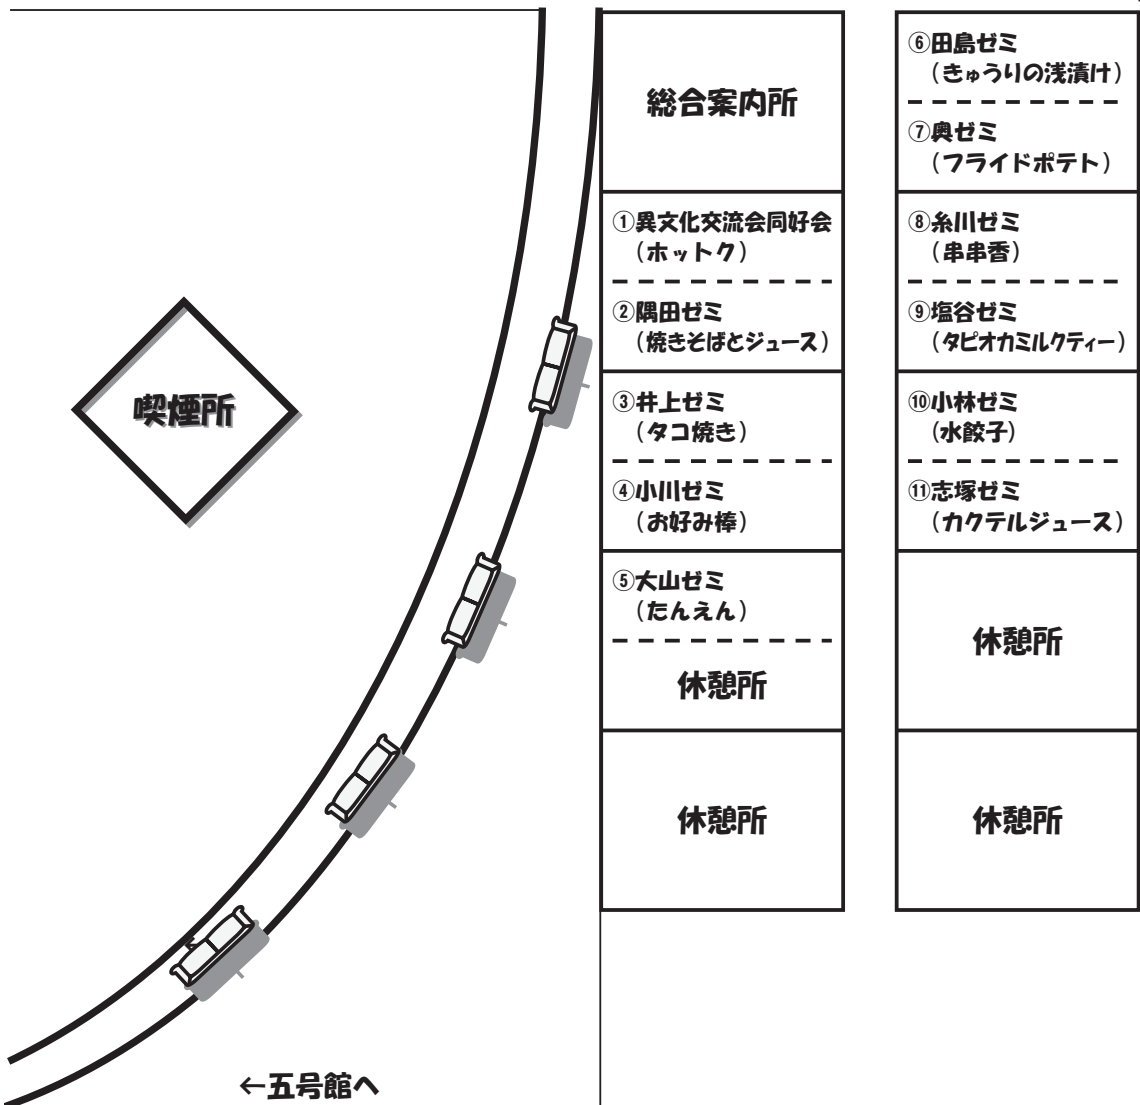 総合案内所
①異文化交流会同好会
(ホットク)
②隅田ゼミ
(焼きそばとジュース)
③井上ゼミ
(タコ焼き)
④小川ゼミ
(お好み棒)
⑤大山ゼミ
(たんえん)
休憩所
休憩所
⑥田島ゼミ
(きゅうりの浅漬け)
⑦奥ゼミ
(フライドポテト)
⑧糸川ゼミ
(串串香)
⑨塩谷ゼミ
(タピオカミルクティー)
⑩小林ゼミ
(水餃子)
⑪志塚ゼミ
(カクテルジュース)
休憩所
休憩所
喫煙所
←五号館へ